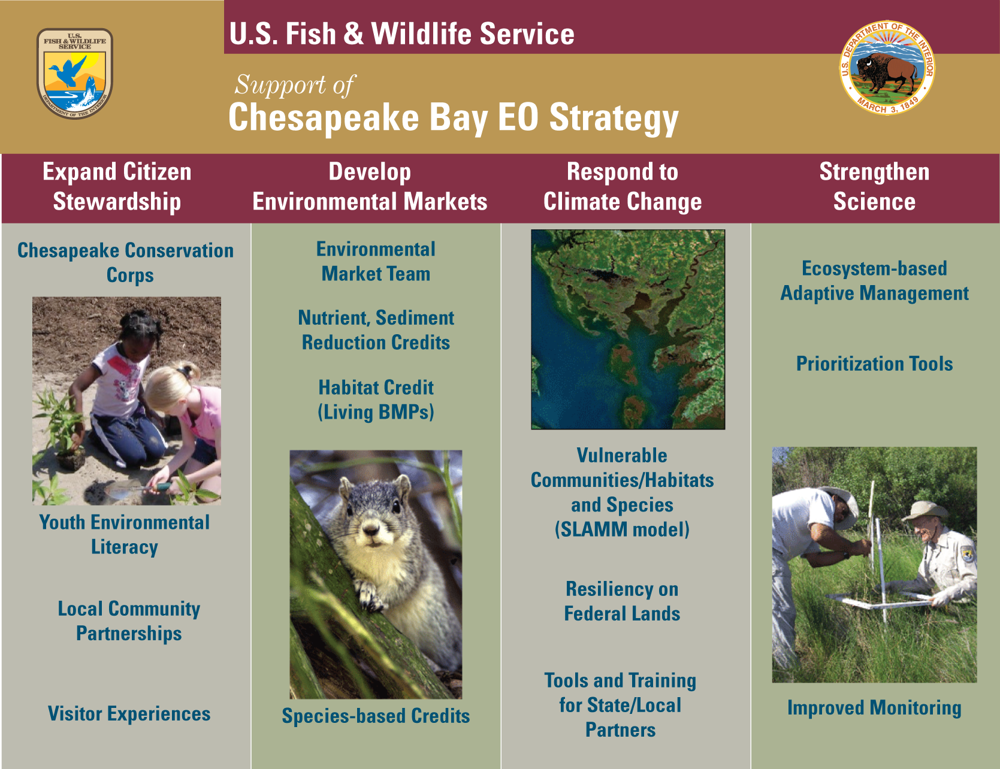 U.S.
FISH & WILDLIFE
SERVICE
DEPARTMENT OF THE INTERIOR
U.S. Fish & Wildlife Service
Support of
Chesapeake Bay EO Strategy
U.S. DEPARTMENT OF THE INTERIOR
MARCH 3, 1849
Expand Citizen
Stewardship
Chesapeake Conservation
Corps
Youth Environmental
Literacy
Local Community
Partnerships
Visitor Experiences
Develop
Environmental Markets
Environmental
Market Team
Nutrient, Sediment
Reduction Credits
Habitat Credit
(Living BMPs)
Species-based Credits
Respond to
Climate Change
Vulnerable
Communities/Habitats
and Species
(SLAMM model)
Resiliency on
Federal Lands
Tools and Training
for State/Local
Partners
Strengthen
Science
Ecosystem-based
Adaptive Management
Prioritization Tools
Improved Monitoring